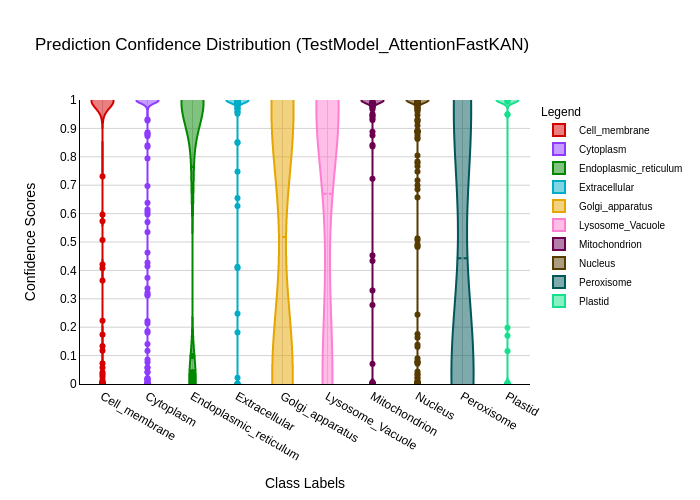 Prediction Confidence Distribution (TestModel_AttentionFastKAN)
Confidence Scores
1
0.9
0.8
0.7
0.6
0.5
0.4
0.3
0.2
0.1
0
Cell_membrane
Cytoplasm
Endoplasmic_reticulum
Extracellular
Golgi_apparatus
Lysosome_Vacuole
Mitochondrion
Nucleus
Peroxisome
Plastid
Class Labels
Legend
Cell_membrane
Cytoplasm
Endoplasmic_reticulum
Extracellular
Golgi_apparatus
Lysosome_Vacuole
Mitochondrion
Nucleus
Peroxisome
Plastid